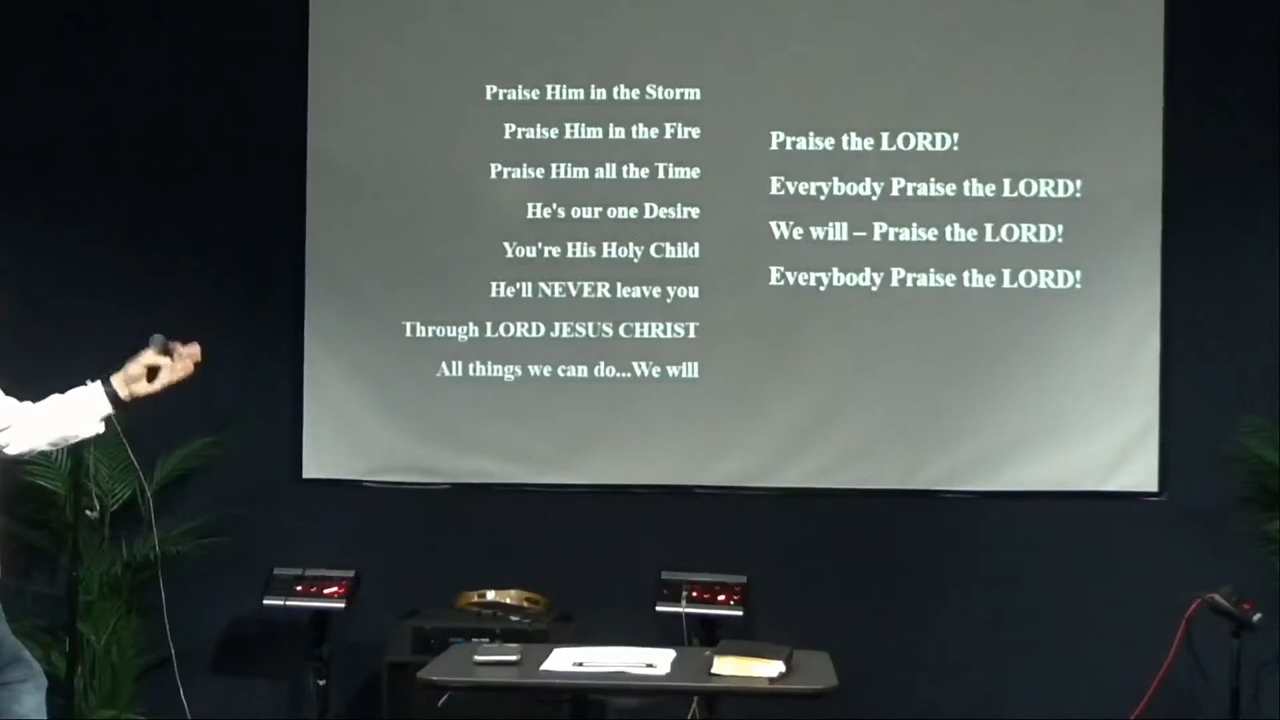 Praise Him in the Storm
Praise Him in the Fire
Praise Him all the Time
He's our one Desire
You're His Holy Child
He'll NEVER leave you
Through LORD JESUS CHRIST
All things we can do...We will
Praise the LORD!
Everybody Praise the LORD!
We will – Praise the LORD!
Everybody Praise the LORD!